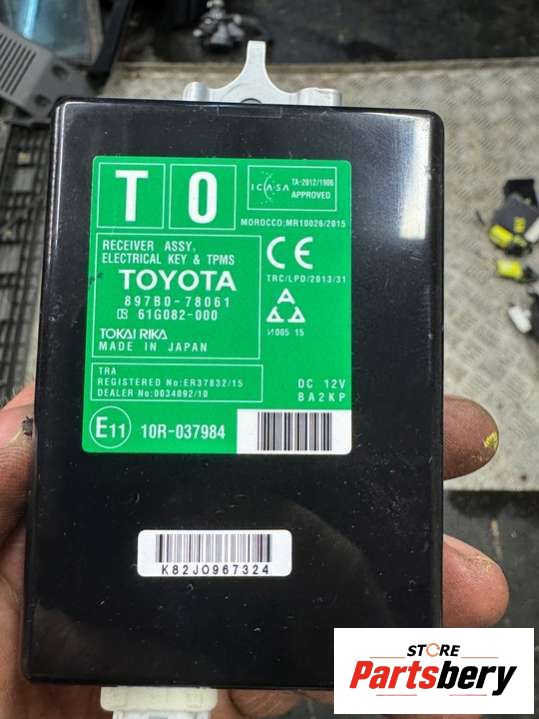 T O
ICASA
TA-2012/1906
APPROVED
MOROCCO:MR10026/2015
RECEIVER ASSY,
ELECTRICAL KEY & TPMS
TOYOTA
897B0-78061
61G082-000
TOKAI RIKA
MADE IN JAPAN
CE
TRC/LPD/2013/31
005 15
TRA
REGISTERED No:ER37832/15
DEALER No:0034092/10
DC 12V
8A2KP
E11
10R-037984
K82J0967324
STORE
Partsbery